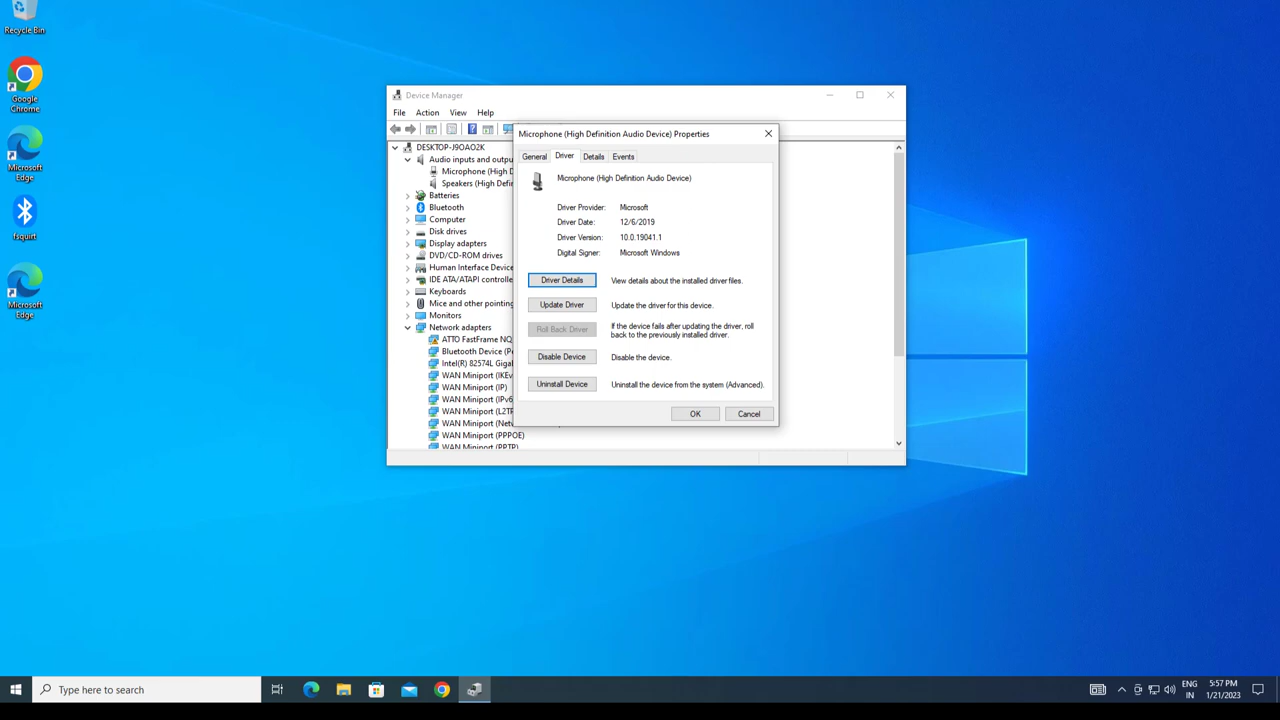 Recycle Bin
Google
Chrome
Microsoft
Edge
fsquirt
Microsoft
Edge
Device Manager
File Action View Help
DESKTOP-J9OAO2K
Audio inputs and outpu
Microphone (High D
Speakers (High Defin
Batteries
Bluetooth
Computer
Disk drives
Display adapters
DVD/CD-ROM drives
Human Interface Device
IDE ATA/ATAPI controlle
Keyboards
Mice and other pointing
Monitors
Network adapters
ATTO FastFrame NQ
Bluetooth Device (Pe
Intel(R) 82574L Gigal
WAN Miniport (IKEv
WAN Miniport (IP)
WAN Miniport (IPv6
WAN Miniport (L2TP
WAN Miniport (Netw
WAN Miniport (PPPOE)
WAN Miniport (PPTP)
Microphone (High Definition Audio Device) Properties
General Driver Details Events
Microphone (High Definition Audio Device)
Driver Provider: Microsoft
Driver Date: 12/6/2019
Driver Version: 10.0.19041.1
Digital Signer: Microsoft Windows
Driver Details View details about the installed driver files.
Update Driver Update the driver for this device.
Roll Back Driver If the device fails after updating the driver, roll
back to the previously installed driver.
Disable Device Disable the device.
Uninstall Device Uninstall the device from the system (Advanced).
OK Cancel
Type here to search
ENG
IN
5:57 PM
1/21/2023